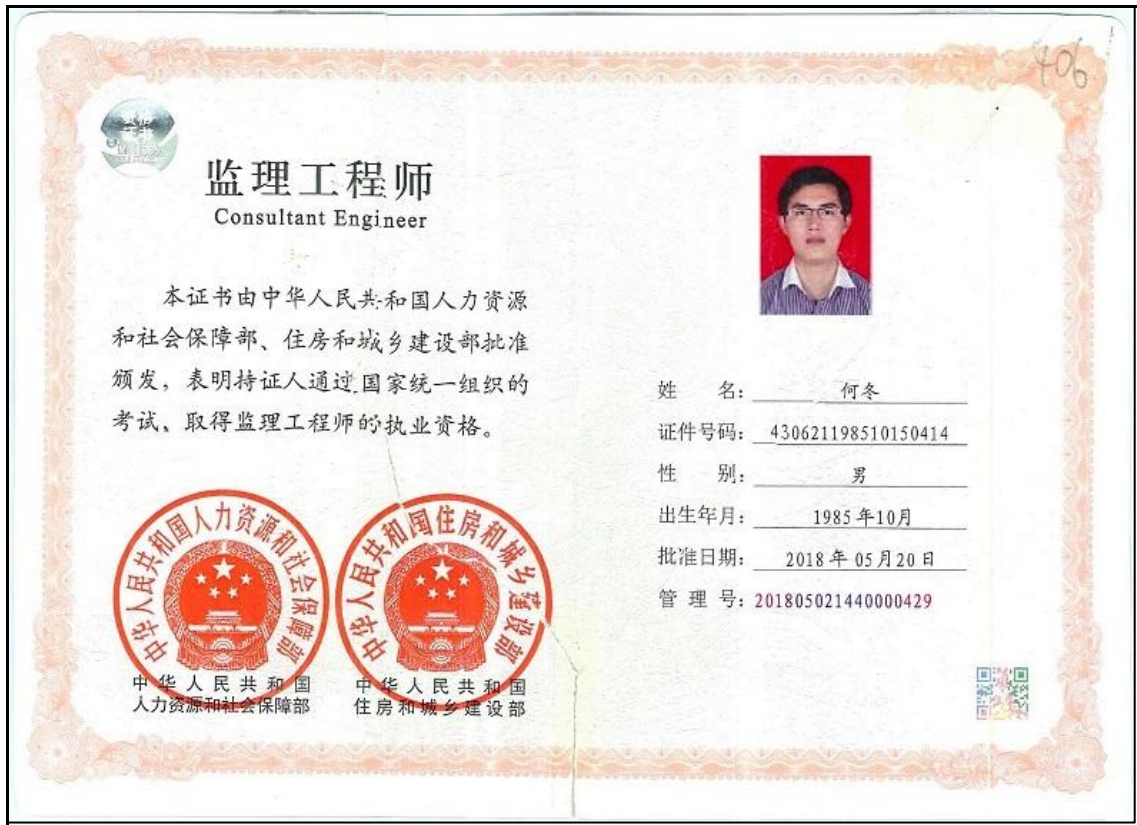 406
监理工程师
Consultant Engineer
本证书由中华人民共和国人力资源
和社会保障部、住房和城乡建设部批准
颁发，表明持证人通过国家统一组织的
考试、取得监理工程师的执业资格。
中华人民共和国人力资源和社会保障部
中华人民共和国住房和城乡建设部
中华人民共和国
人力资源和社会保障部
中华人民共和国
住房和城乡建设部
姓 名： 何冬
证件号码： 430621198510150414
性 别： 男
出生年月： 1985年10月
批准日期： 2018年05月20日
管 理 号：201805021440000429